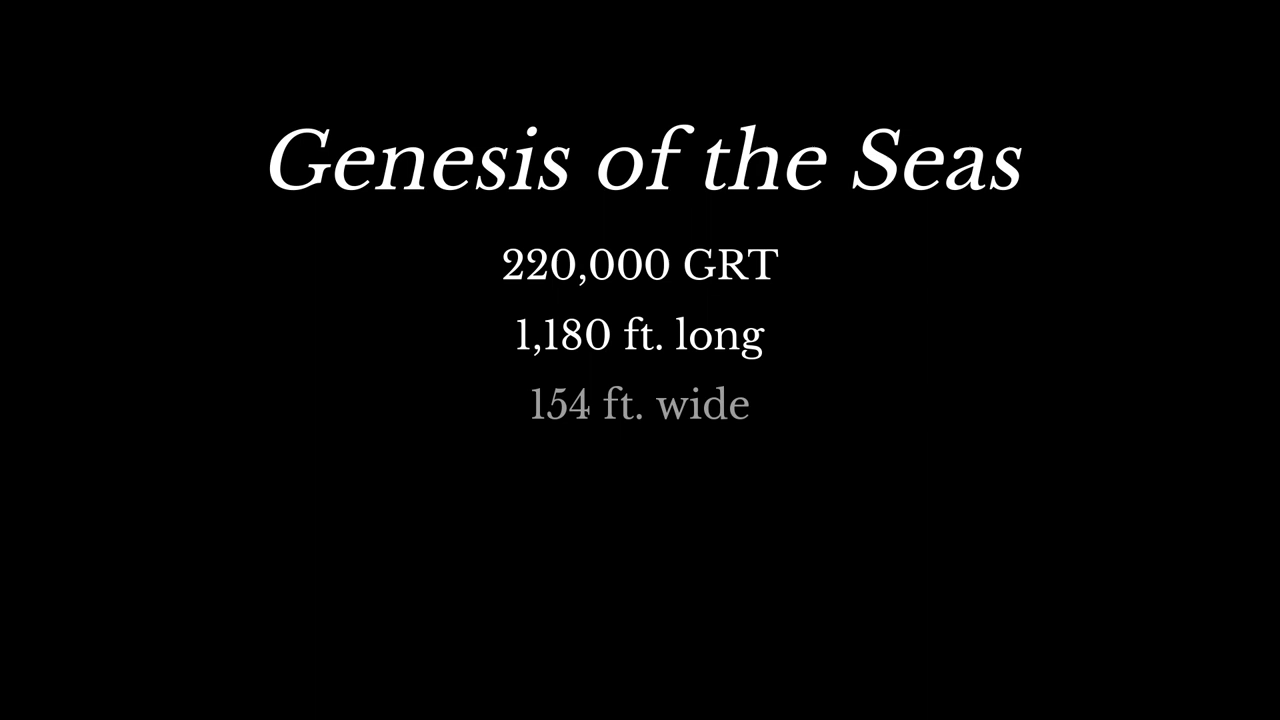 Genesis of the Seas
220,000 GRT
1,180 ft. long
154 ft. wide